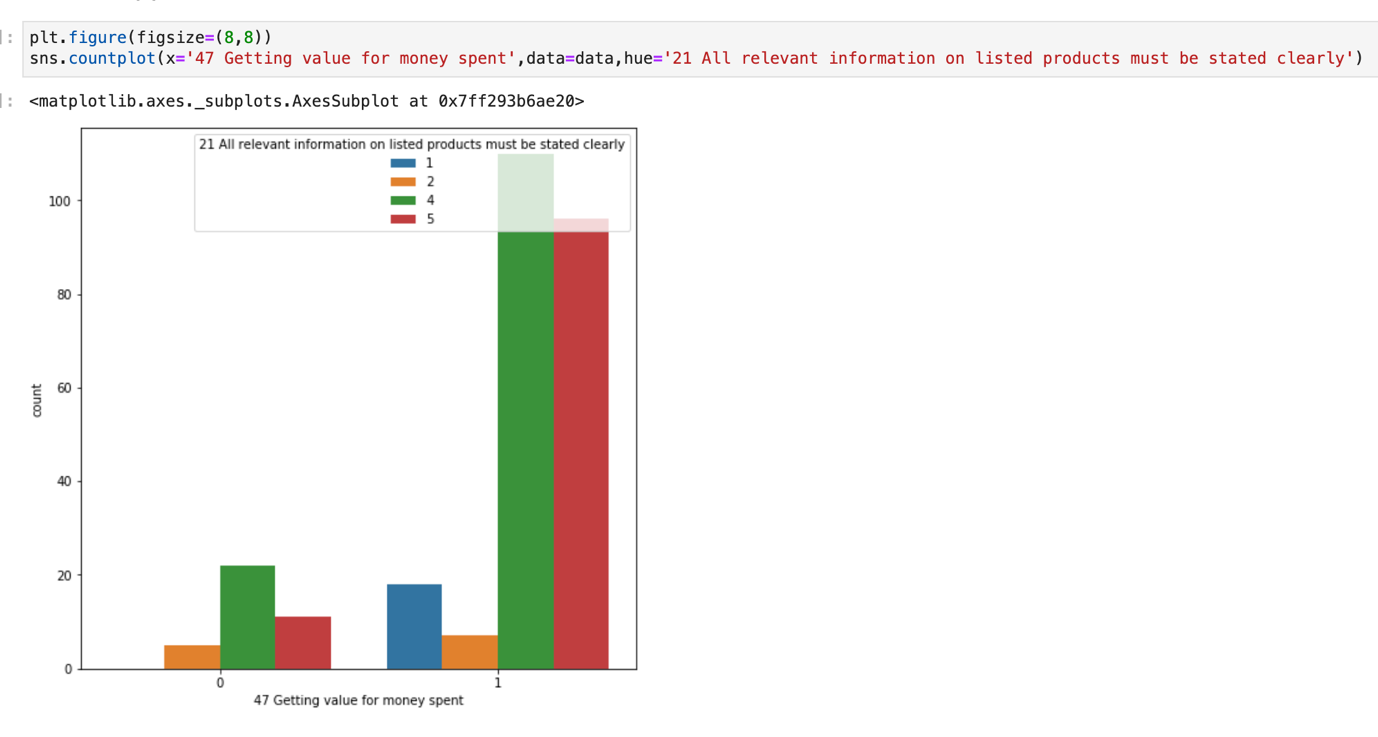 ]:
plt.figure(figsize=(8,8))
sns.countplot(x='47 Getting value for money spent',data=data,hue='21 All relevant information on listed products must be stated clearly')
]:
<matplotlib.axes._subplots.AxesSubplot at 0x7ff293b6ae20>
21 All relevant information on listed products must be stated clearly
1
2
4
5
100
80
60
40
20
0
count
0
1
47 Getting value for money spent